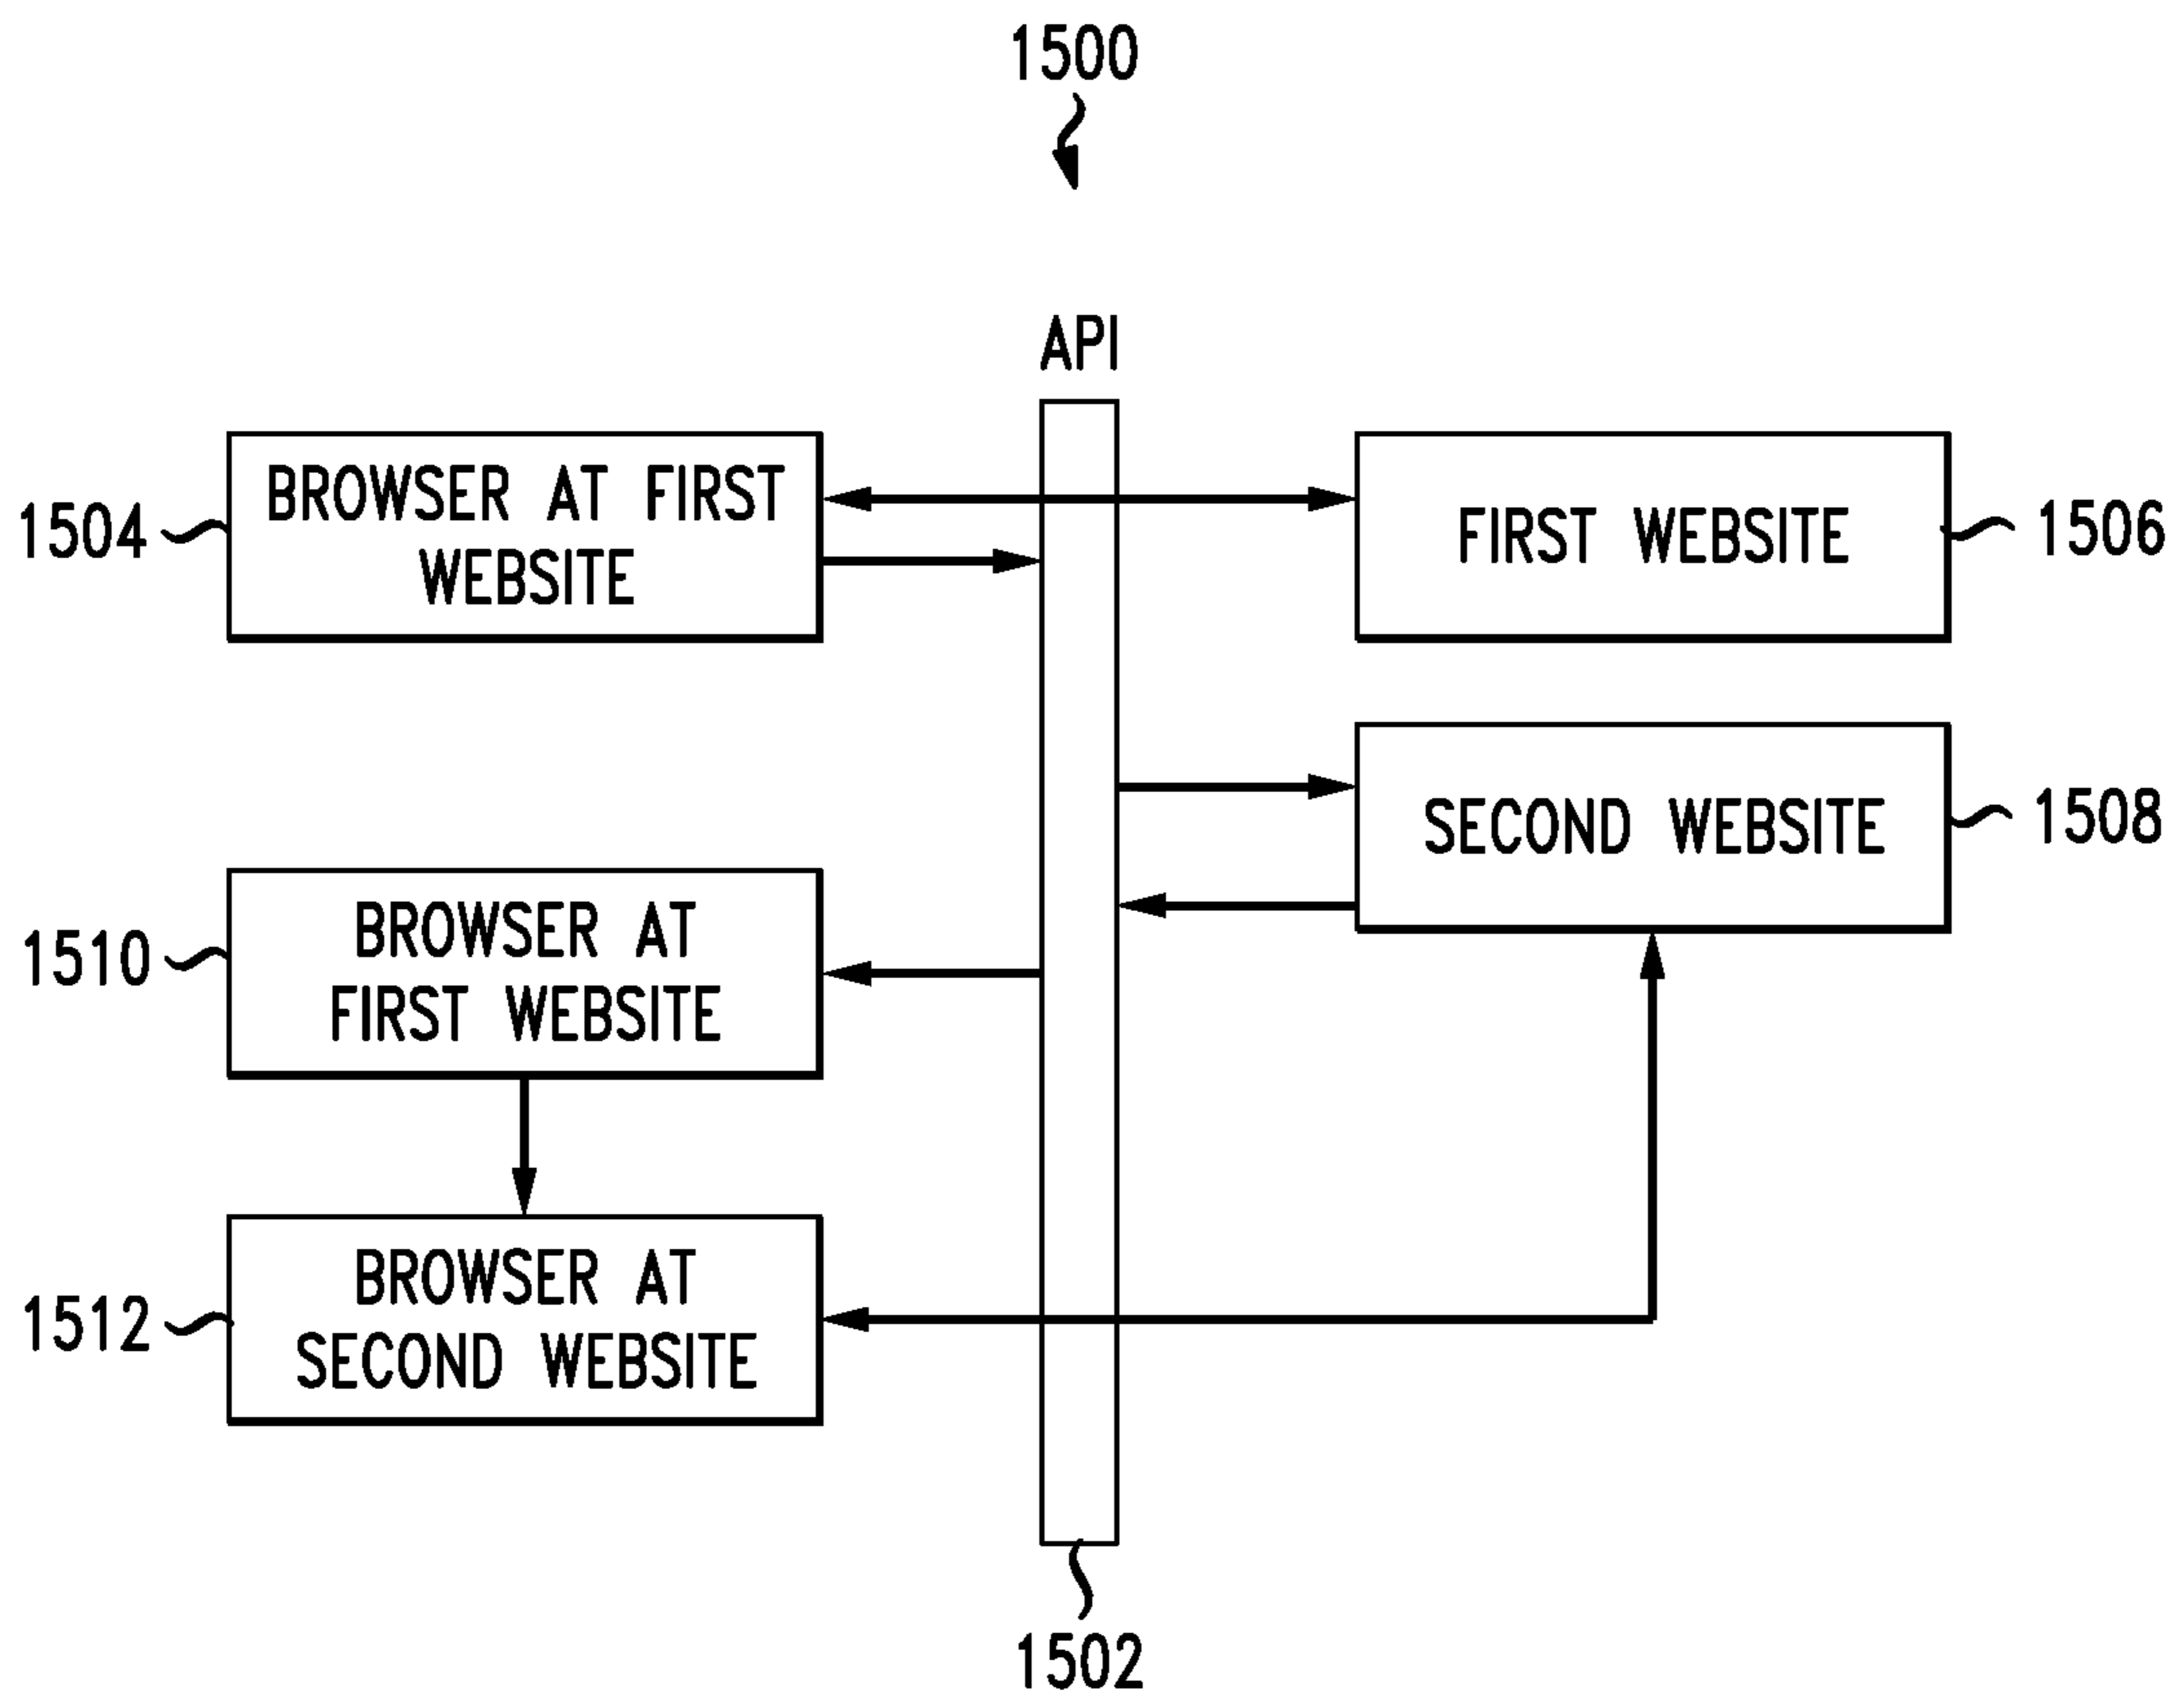 1500
API
BROWSER AT FIRST
WEBSITE
1504
FIRST WEBSITE
1506
SECOND WEBSITE
1508
BROWSER AT
FIRST WEBSITE
1510
BROWSER AT
SECOND WEBSITE
1512
1502